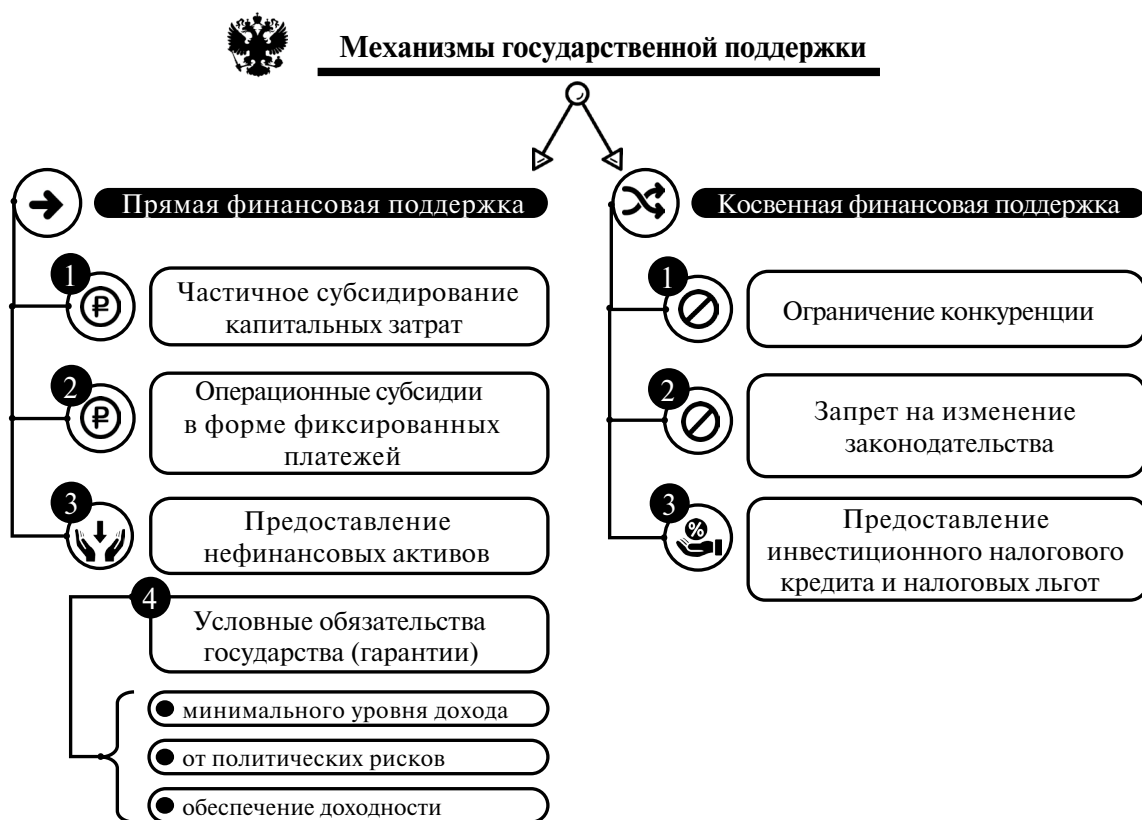 Механизмы государственной поддержки
Прямая финансовая поддержка
1
Частичное субсидирование
капитальных затрат
2
Операционные субсидии
в форме фиксированных
платежей
3
Предоставление
нефинансовых активов
4
Условные обязательства
государства (гарантии)
минимального уровня дохода
от политических рисков
обеспечение доходности
Косвенная финансовая поддержка
1
Ограничение конкуренции
2
Запрет на изменение
законодательства
3
%
Предоставление
инвестиционного налогового
кредита и налоговых льгот